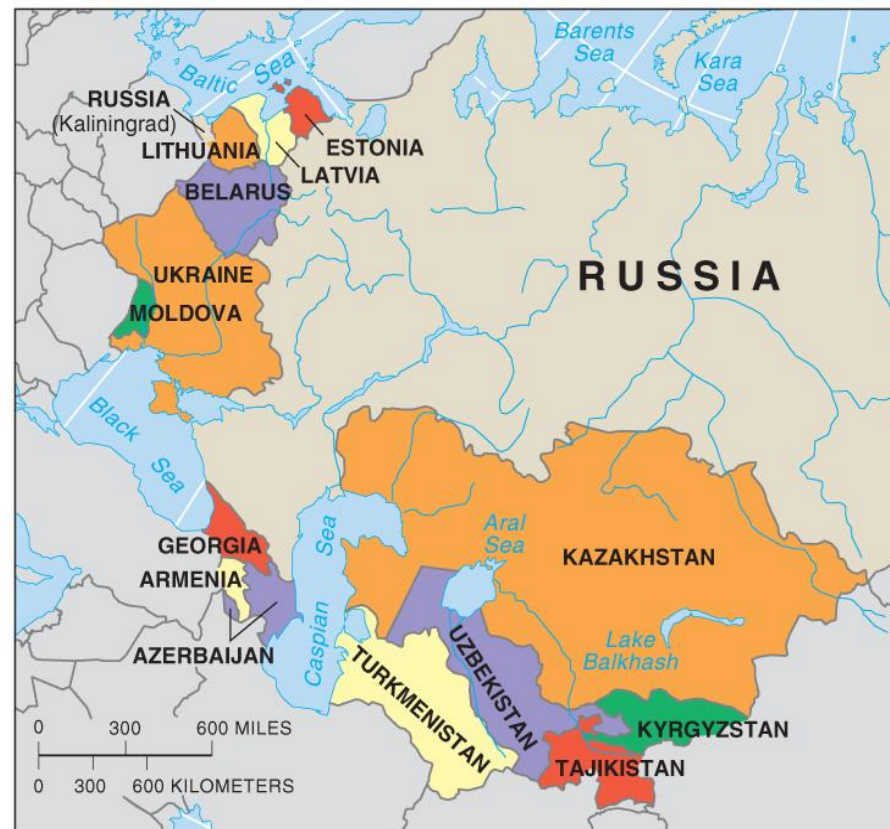 Barents
Sea
Kara
Sea
Baltic Sea
RUSSIA
(Kaliningrad)
ESTONIA
LITHUANIA
LATVIA
BELARUS
RUSSIA
UKRAINE
MOLDOVA
Black
Sea
GEORGIA
ARMENIA
AZERBAIJAN
Caspian
Sea
Aral
Sea
KAZAKHSTAN
Lake
Balkhash
UZBEKISTAN
TURKMENISTAN
KYRGYZSTAN
TAJIKISTAN
0 300 600 MILES
0 300 600 KILOMETERS